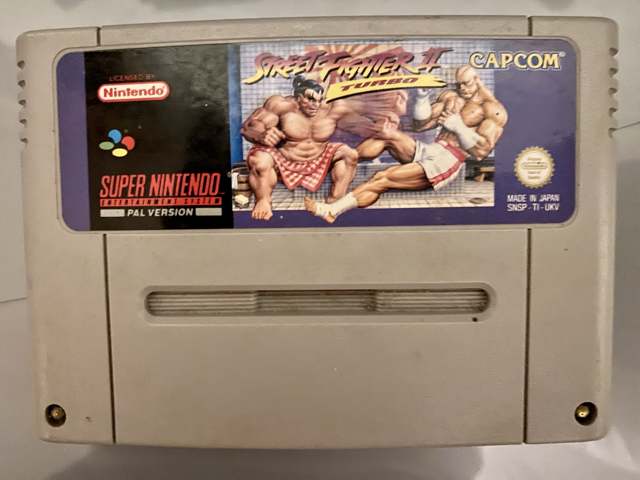 LICENSED BY
Nintendo
SUPER NINTENDO
ENTERTAINMENT SYSTEM
PAL VERSION
STREET FIGHTER II
TURBO
CAPCOM
MADE IN JAPAN
SNSP - TI - UKV